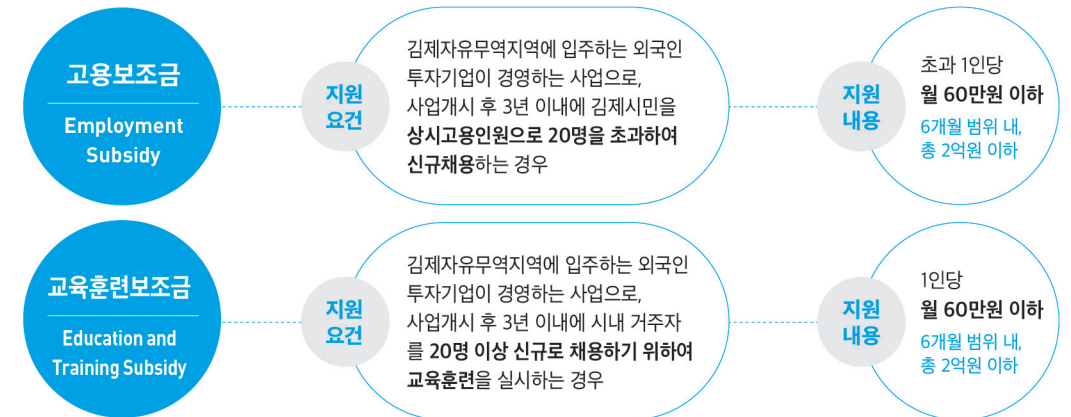 고용보조금
Employment
Subsidy
지원
요건
김제자유무역지역에 입주하는 외국인
투자기업이 경영하는 사업으로,
사업개시 후 3년 이내에 김제시민을
상시고용인원으로 20명을 초과하여
신규채용하는 경우
지원
내용
초과 1인당
월 60만원 이하
6개월 범위 내,
총 2억원 이하
교육훈련보조금
Education and
Training Subsidy
지원
요건
김제자유무역지역에 입주하는 외국인
투자기업이 경영하는 사업으로,
사업개시 후 3년 이내에 시내 거주자
를 20명 이상 신규로 채용하기 위하여
교육훈련을 실시하는 경우
지원
내용
1인당
월 60만원 이하
6개월 범위 내,
총 2억원 이하